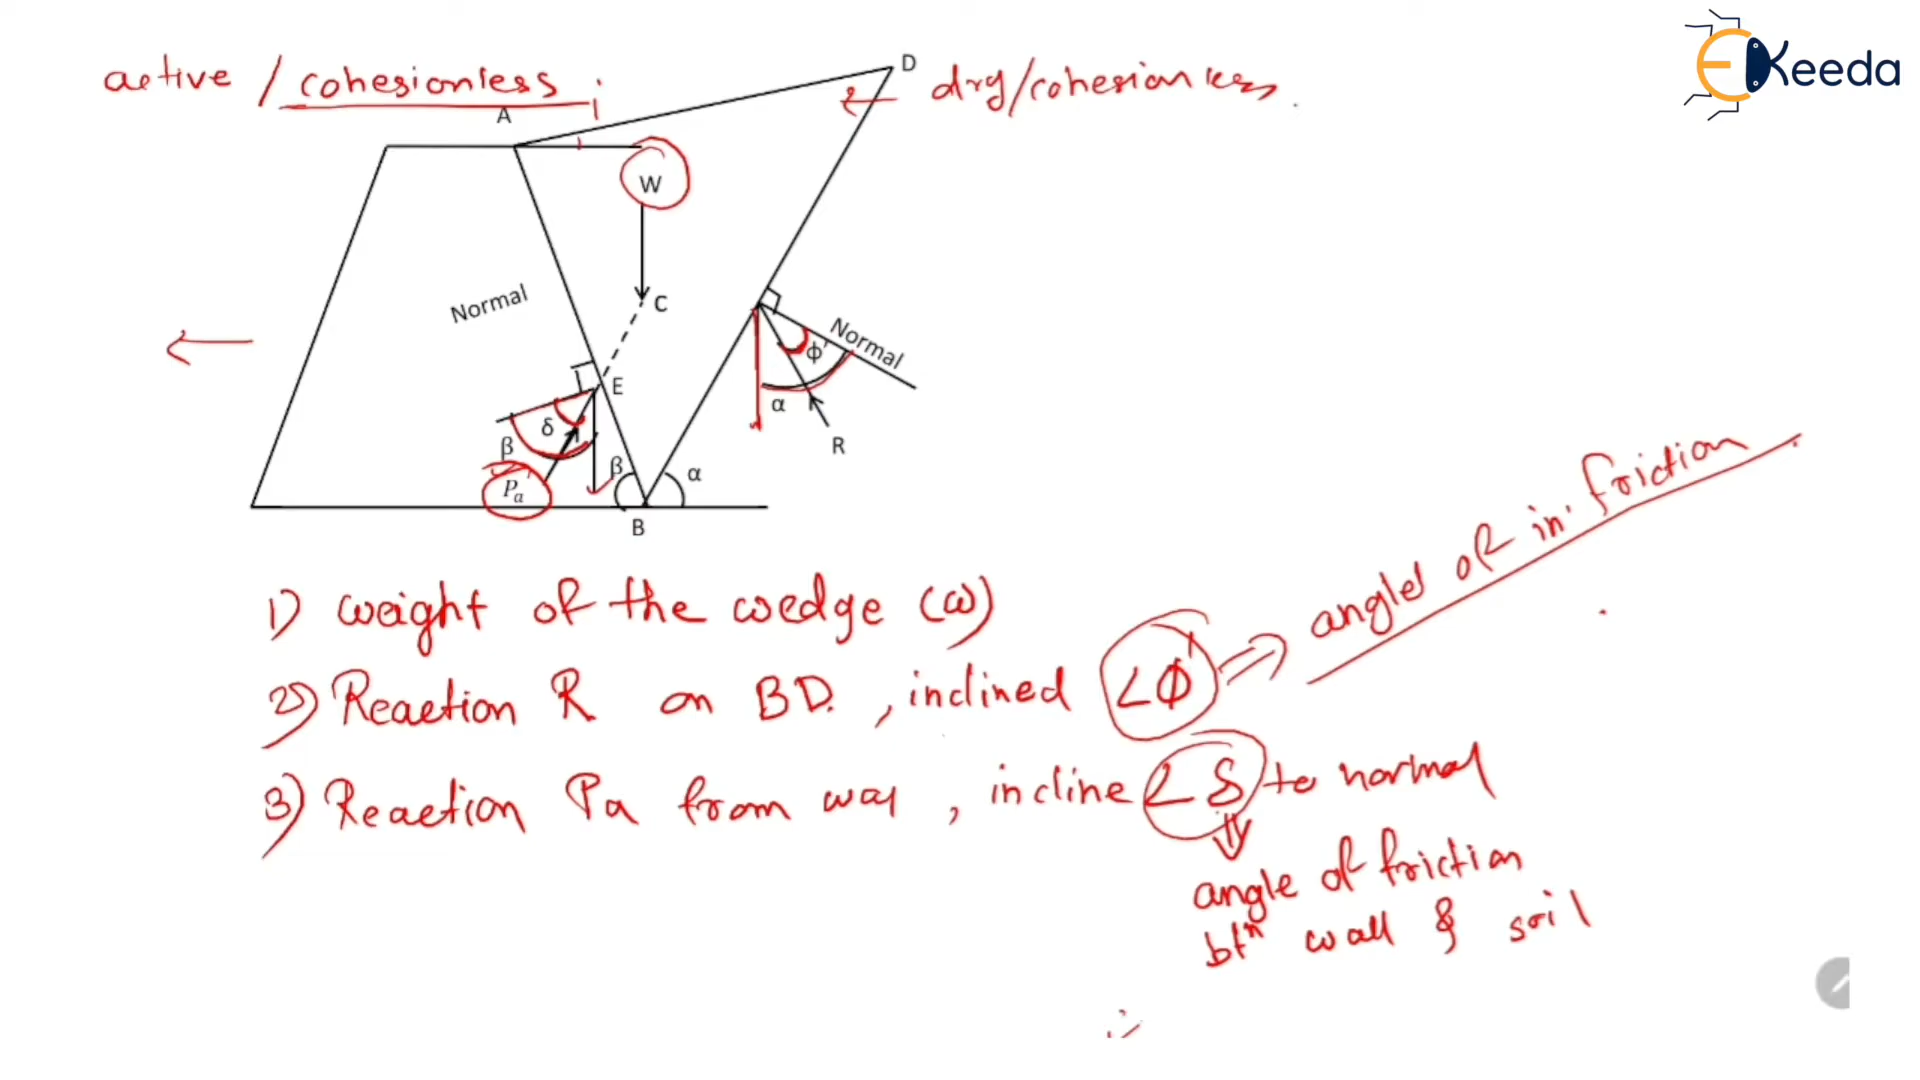 Keeda
active / cohesionless
i
dry/cohesionless.
D
A
W
C
Normal
Normal
E
ϕ'
δ
β
α
R
Pa
β
α
B
1) weight of the wedge (w)
2) Reaction R on BD. , inclined ∠ϕ' ⇒ angle of in. friction
3) Reaction Pa from wal , incline ∠δ to normal
angle of friction
btn wall & soil